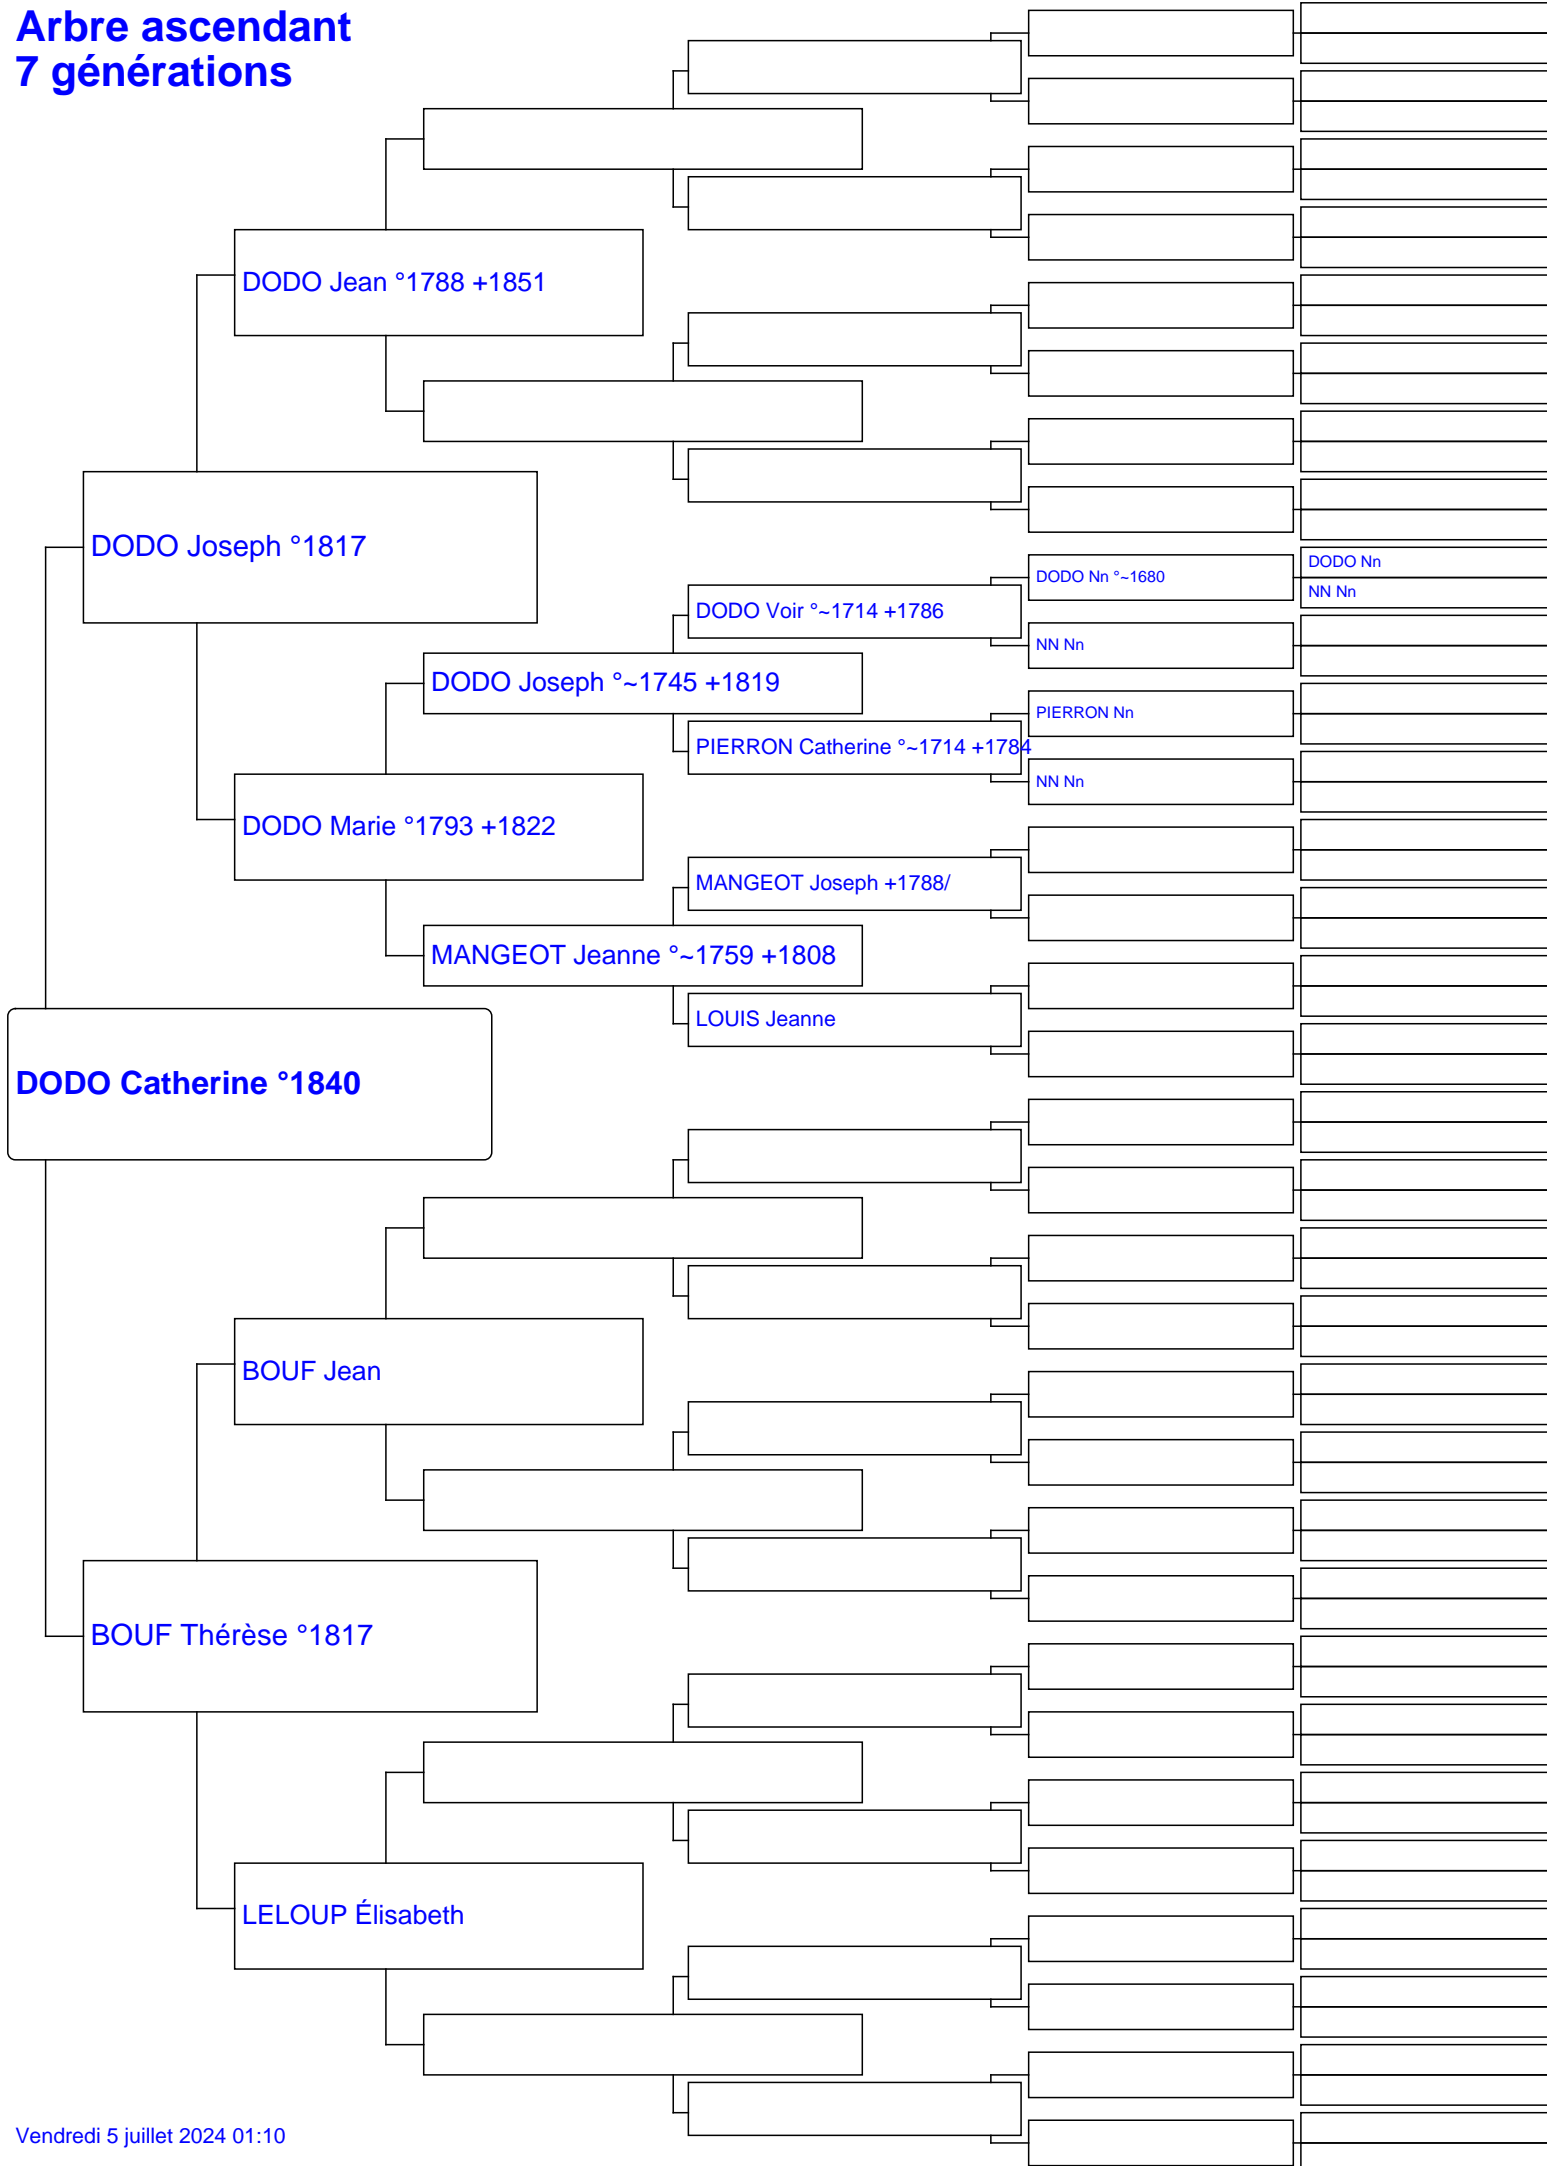 Arbre ascendant
7 générations
DODO Jean °1788 +1851
DODO Joseph °1817
DODO Nn °~1680
DODO Nn
NN Nn
DODO Voir °~1714 +1786
NN Nn
DODO Joseph °~1745 +1819
PIERRON Nn
PIERRON Catherine °~1714 +1784
NN Nn
DODO Marie °1793 +1822
MANGEOT Joseph +1788/
MANGEOT Jeanne °~1759 +1808
LOUIS Jeanne
DODO Catherine °1840
BOUF Jean
BOUF Thérèse °1817
LELOUP Élisabeth
Vendredi 5 juillet 2024 01:10